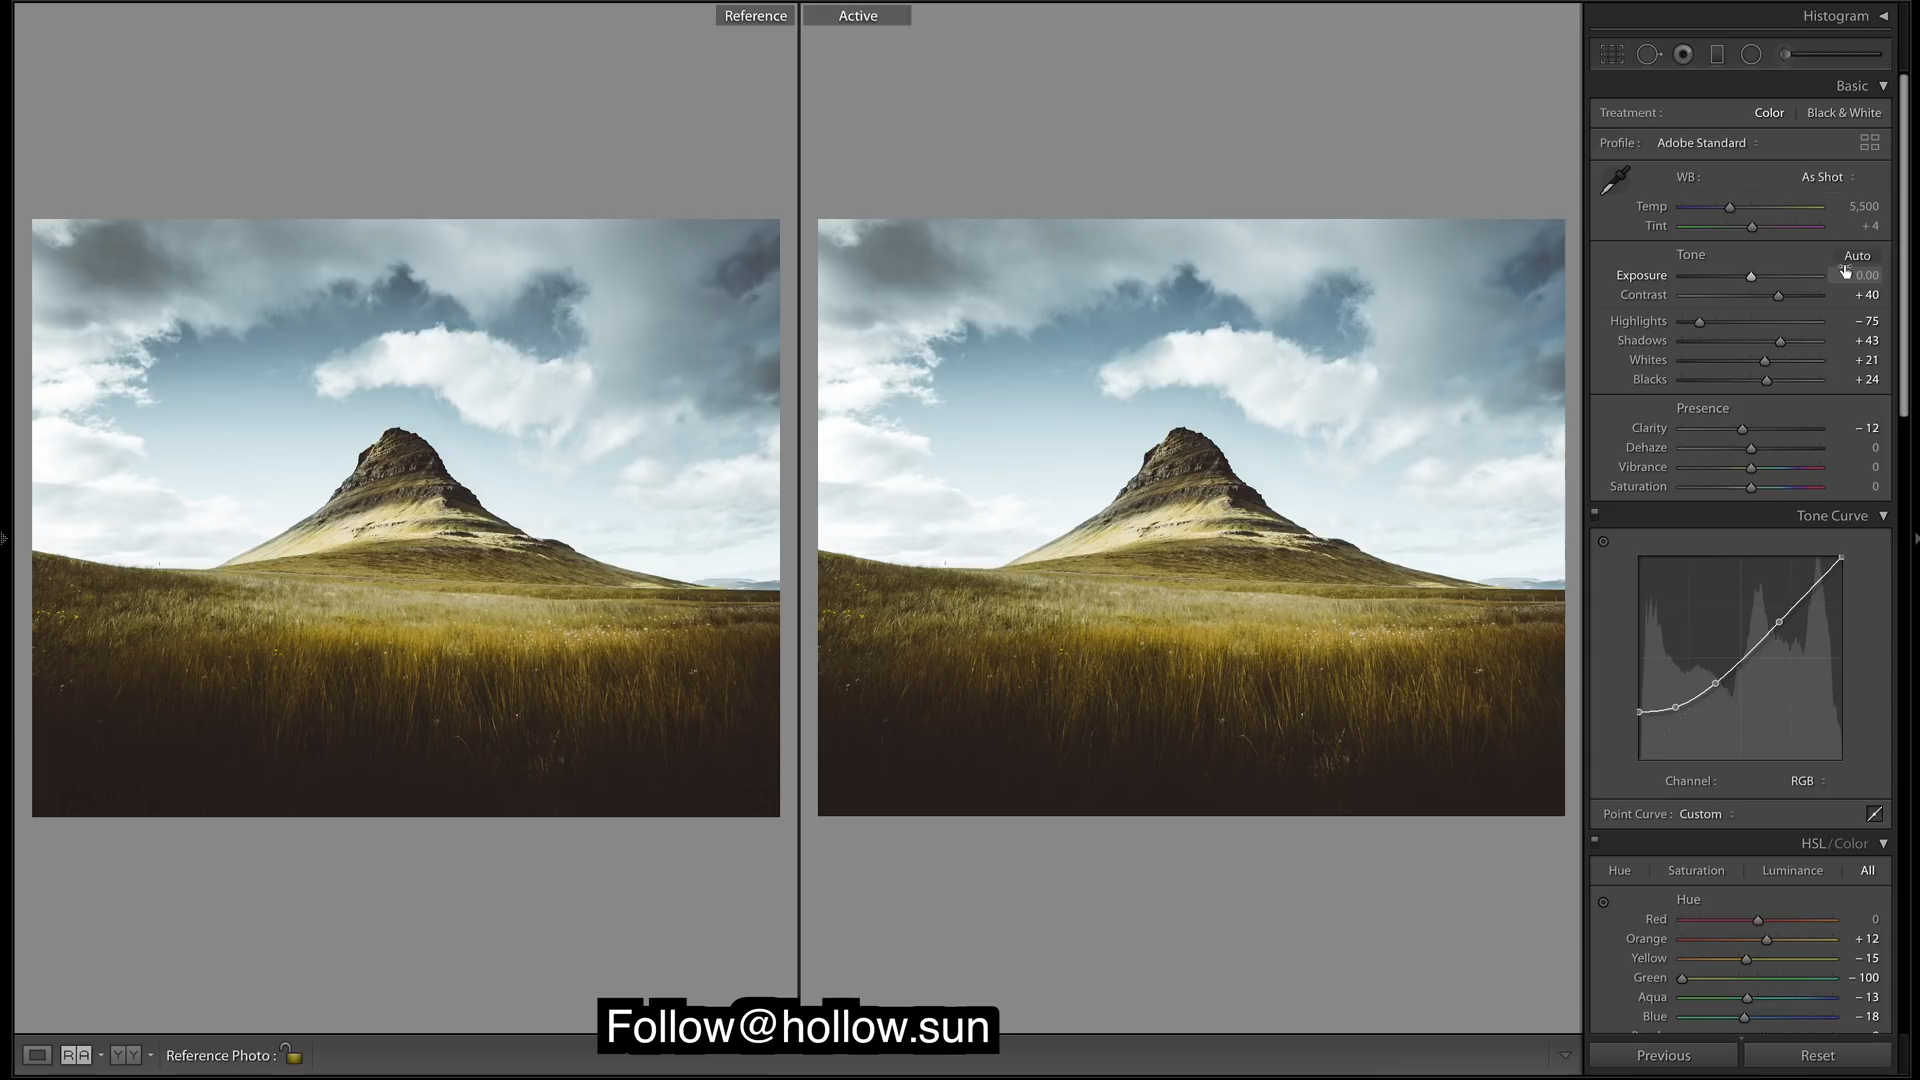 Reference
Active
Histogram
Basic
Treatment : Color Black & White
Profile : Adobe Standard
WB : As Shot
Temp 5,500
Tint + 4
Tone Auto
Exposure 0.00
Contrast + 40
Highlights – 75
Shadows + 43
Whites + 21
Blacks + 24
Presence
Clarity – 12
Dehaze 0
Vibrance 0
Saturation 0
Tone Curve
Channel : RGB
Point Curve : Custom
HSL / Color
Hue Saturation Luminance All
Hue
Red 0
Orange + 12
Yellow – 15
Green – 100
Aqua – 13
Blue – 18
Follow@hollow.sun
R A Y Y Reference Photo :
Previous Reset